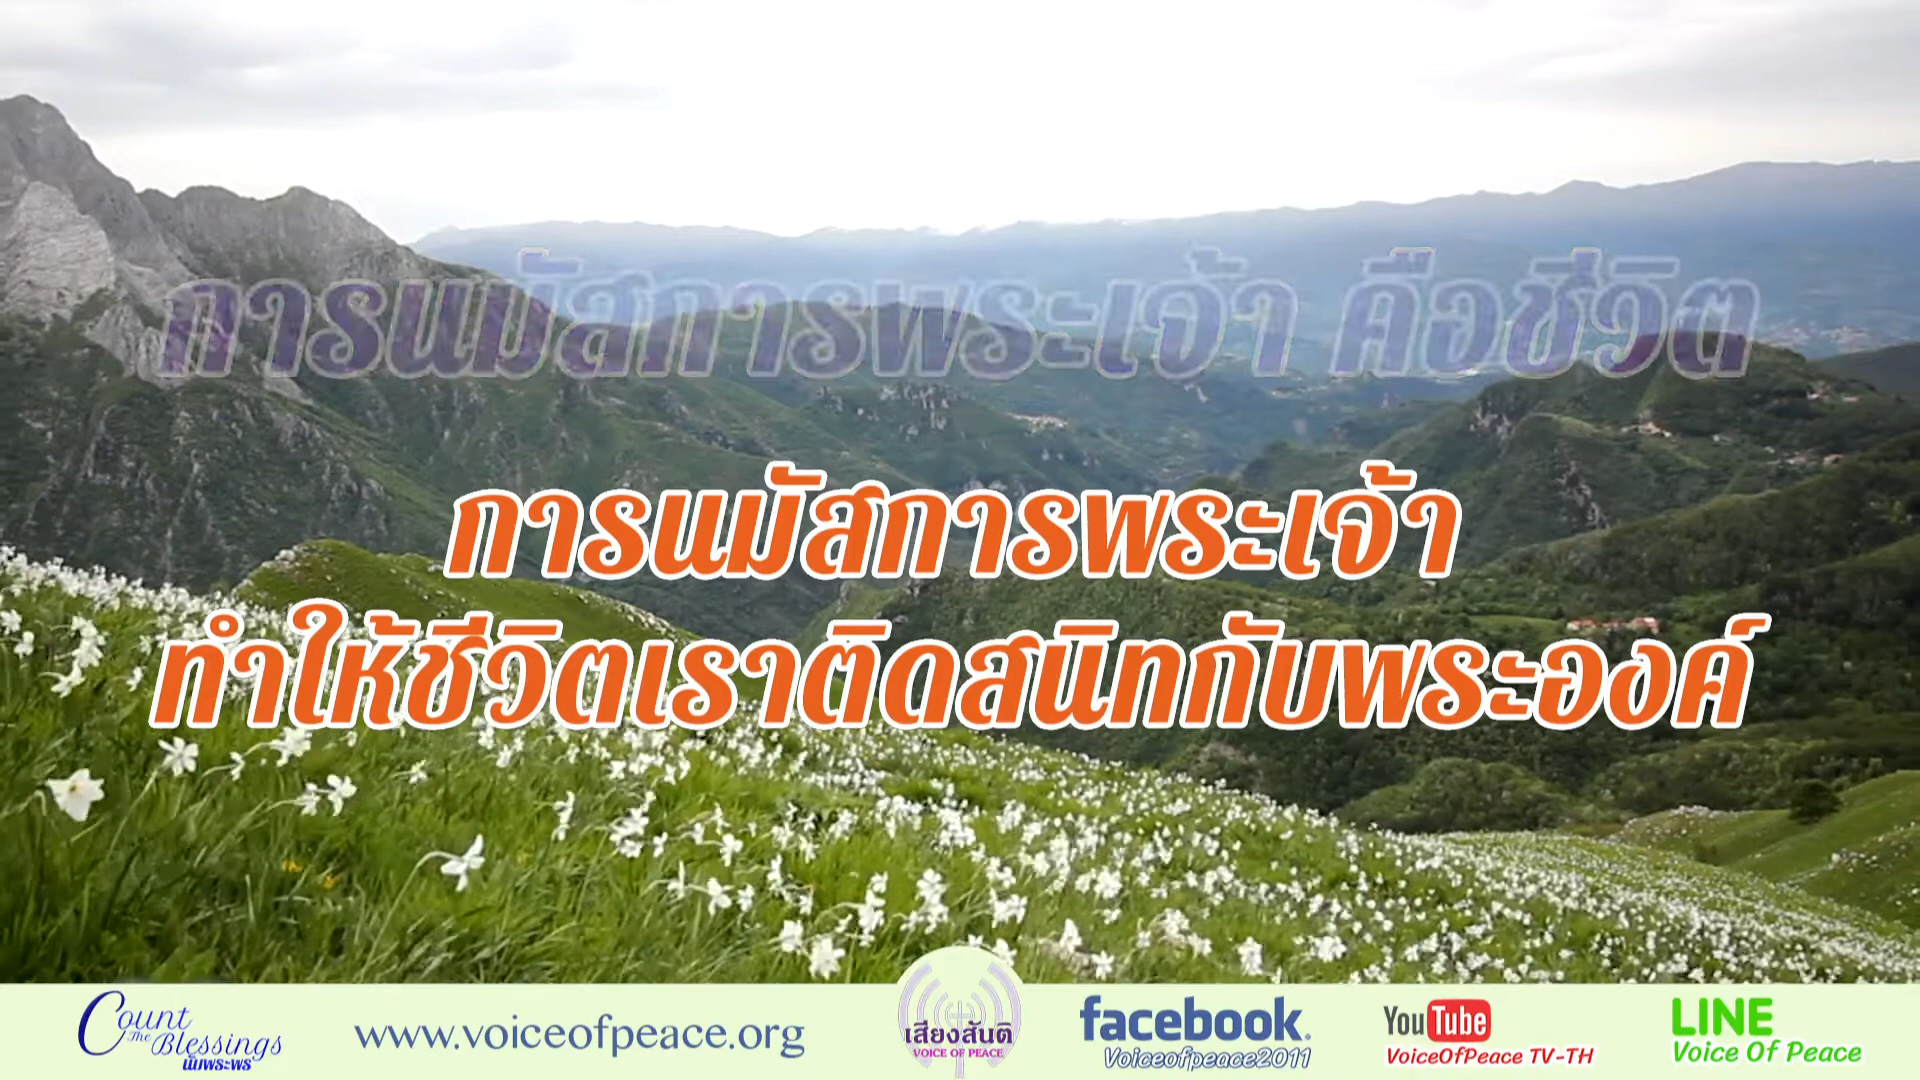 การนมัสการพระเจ้า คือชีวิต
การนมัสการพระเจ้า
ทำให้ชีวิตเราติดสนิทกับพระองค์
Count The Blessings
นับพระพร
www.voiceofpeace.org
เสียงสันติ
VOICE OF PEACE
facebook.
Voiceofpeace2011
YouTube
VoiceOfPeace TV-TH
LINE
Voice Of Peace